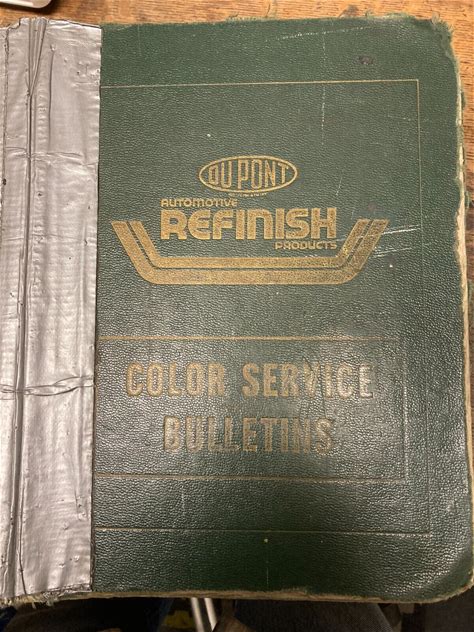 DU PONT
AUTOMOTIVE
REFINISH
PRODUCTS
COLOR SERVICE
BULLETINS